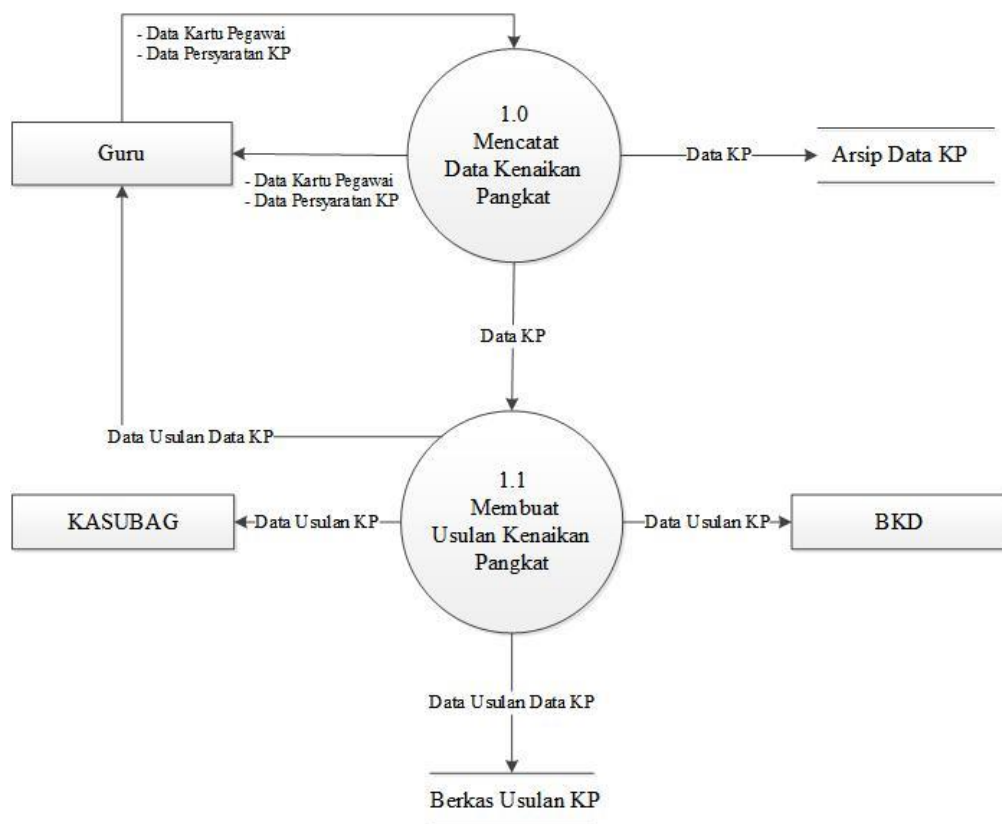 - Data Kartu Pegawai
- Data Persyaratan KP
1.0
Mencatat
Data Kenaikan
Pangkat
Guru
Data KP
Arsip Data KP
- Data Kartu Pegawai
- Data Persyaratan KP
Data KP
Data Usulan Data KP
1.1
Membuat
Usulan Kenaikan
Pangkat
KASUBAG
Data Usulan KP
Data Usulan KP
BKD
Data Usulan Data KP
Berkas Usulan KP